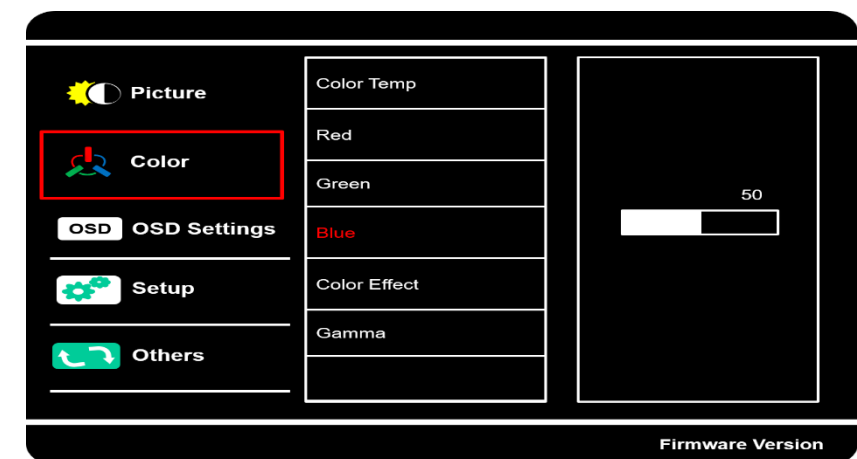 Picture
Color
OSD OSD Settings
Setup
Others
Color Temp
Red
Green
Blue
Color Effect
Gamma
50
Firmware Version